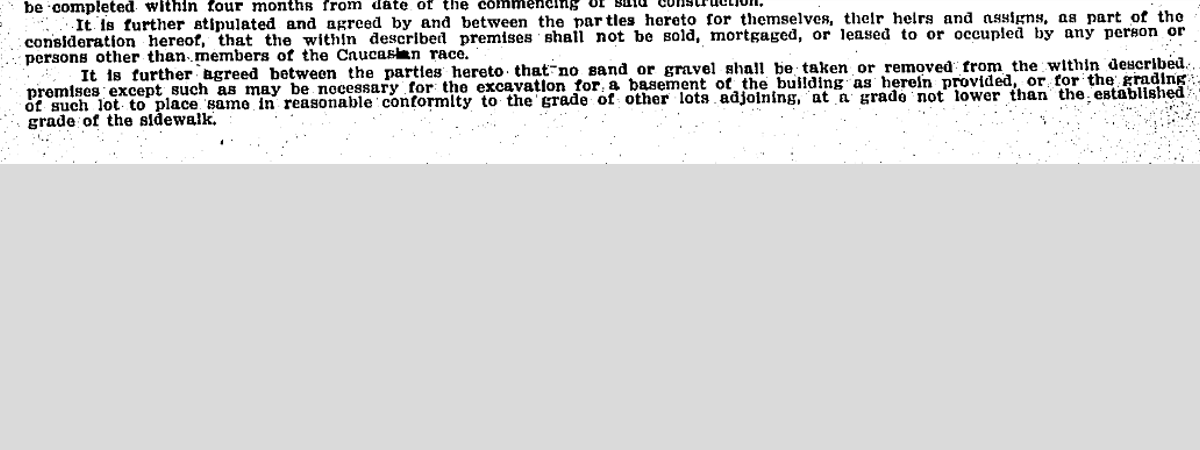 be completed within four months from date of the commencing of said construction.
It is further stipulated and agreed by and between the parties hereto for themselves, their heirs and assigns, as part of the
consideration hereof, that the within described premises shall not be sold, mortgaged, or leased to or occupied by any person or
persons other than members of the Caucasian race.
It is further agreed between the parties hereto that no sand or gravel shall be taken or removed from the within described
premises except such as may be necessary for the excavation for a basement of the building as herein provided, or for the grading
of such lot to place same in reasonable conformity to the grade of other lots adjoining, at a grade not lower than the established
grade of the sidewalk.